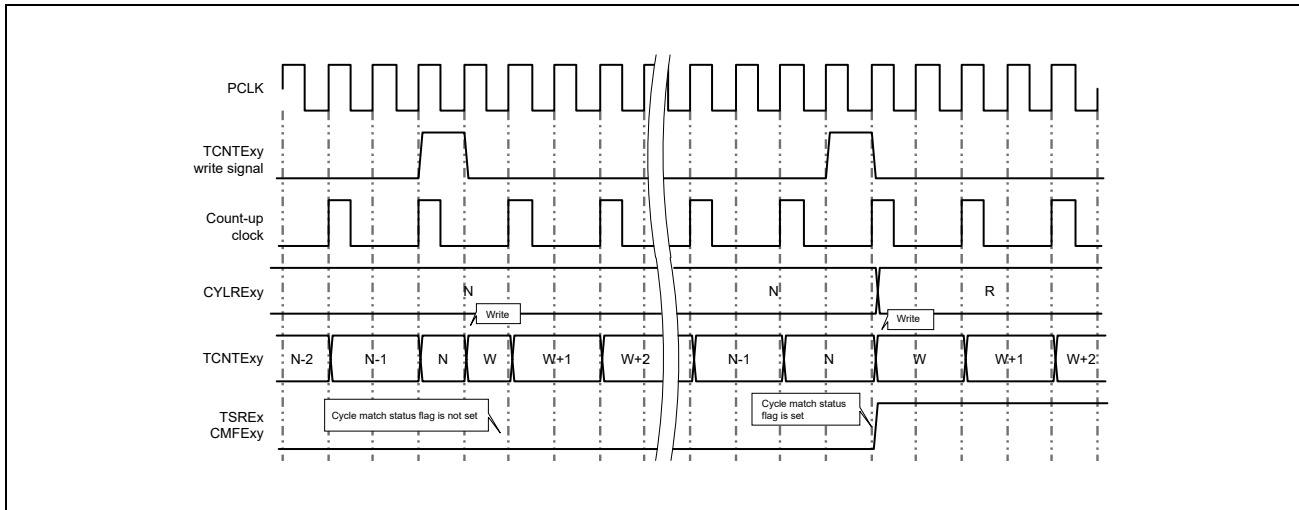 PCLK
TCNTExy
write signal
Count-up
clock
CYLRExy
N
N
R
Write
Write
TCNTExy
N-2
N-1
N
W
W+1
W+2
N-1
N
W
W+1
W+2
TSREx
CMFExy
Cycle match status flag is not set
Cycle match status
flag is set